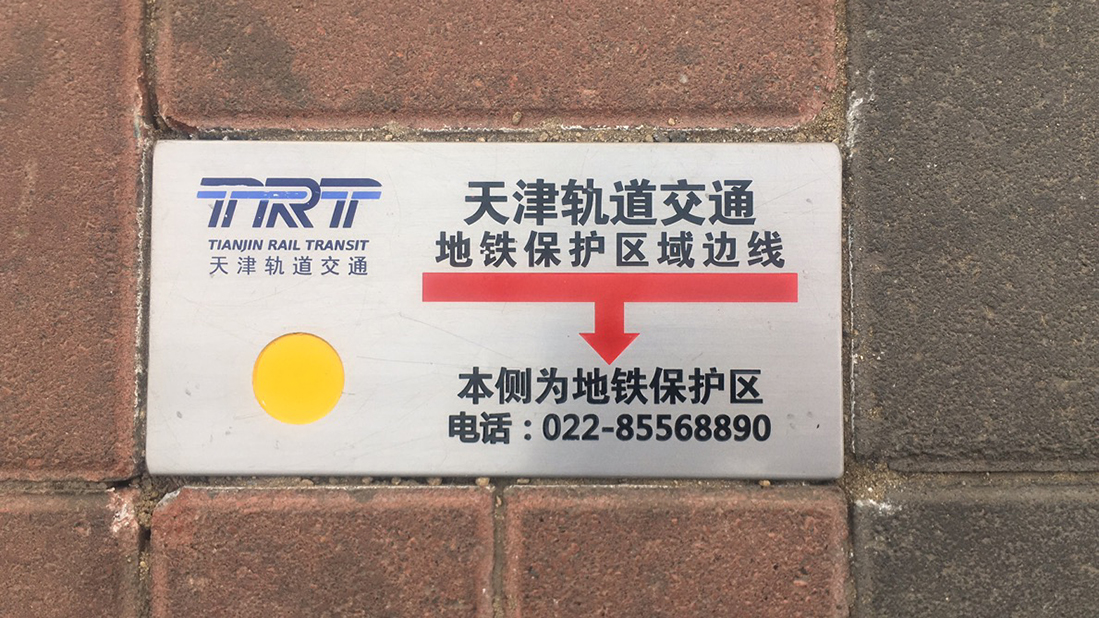 TRT
TIANJIN RAIL TRANSIT
天津轨道交通
天津轨道交通
地铁保护区域边线
本侧为地铁保护区
电话：022-85568890